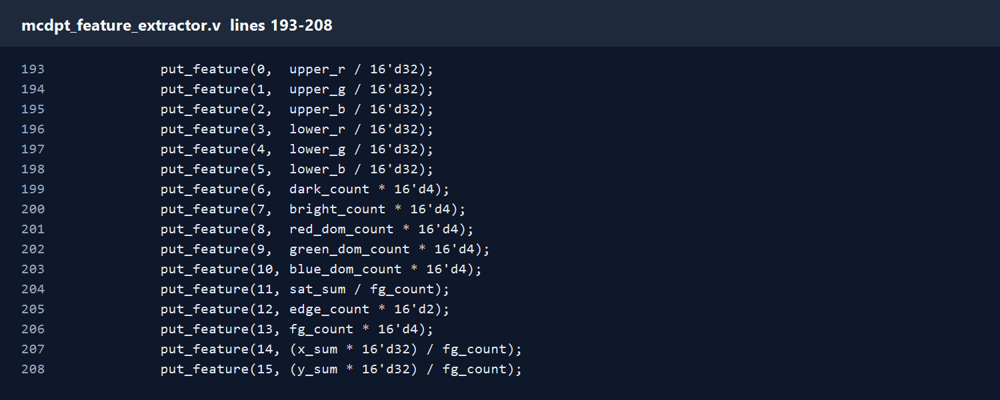 mcdpt_feature_extractor.v lines 193-208
193 put_feature(0, upper_r / 16'd32);
194 put_feature(1, upper_g / 16'd32);
195 put_feature(2, upper_b / 16'd32);
196 put_feature(3, lower_r / 16'd32);
197 put_feature(4, lower_g / 16'd32);
198 put_feature(5, lower_b / 16'd32);
199 put_feature(6, dark_count * 16'd4);
200 put_feature(7, bright_count * 16'd4);
201 put_feature(8, red_dom_count * 16'd4);
202 put_feature(9, green_dom_count * 16'd4);
203 put_feature(10, blue_dom_count * 16'd4);
204 put_feature(11, sat_sum / fg_count);
205 put_feature(12, edge_count * 16'd2);
206 put_feature(13, fg_count * 16'd4);
207 put_feature(14, (x_sum * 16'd32) / fg_count);
208 put_feature(15, (y_sum * 16'd32) / fg_count);